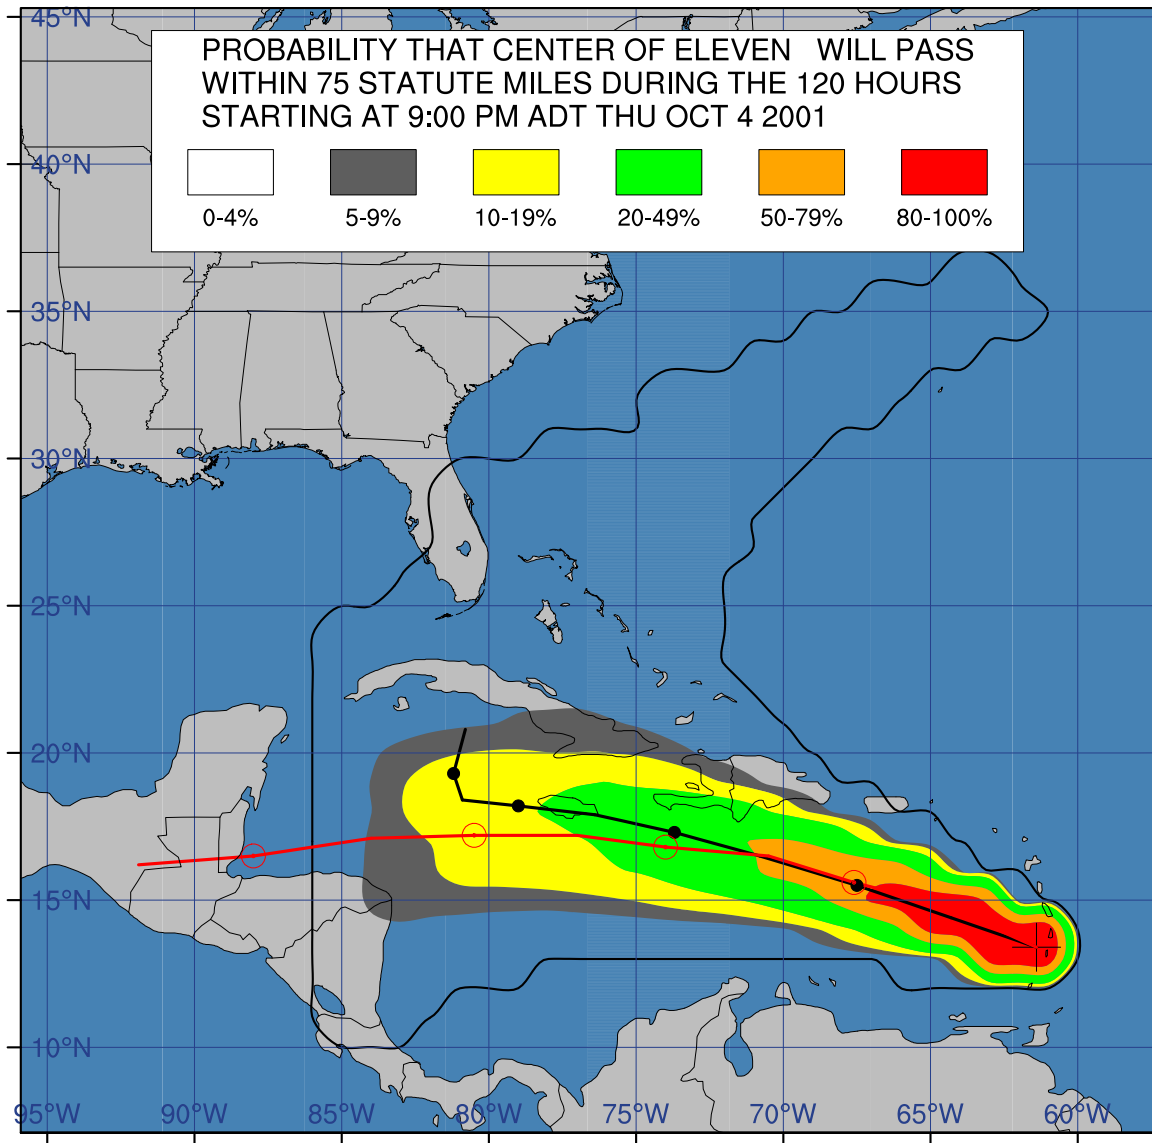 45°N
PROBABILITY THAT CENTER OF ELEVEN WILL PASS
WITHIN 75 STATUTE MILES DURING THE 120 HOURS
STARTING AT 9:00 PM ADT THU OCT 4 2001
0-4% 5-9% 10-19% 20-49% 50-79% 80-100%
40°N
35°N
30°N
25°N
20°N
15°N
10°N
95°W 90°W 85°W 80°W 75°W 70°W 65°W 60°W